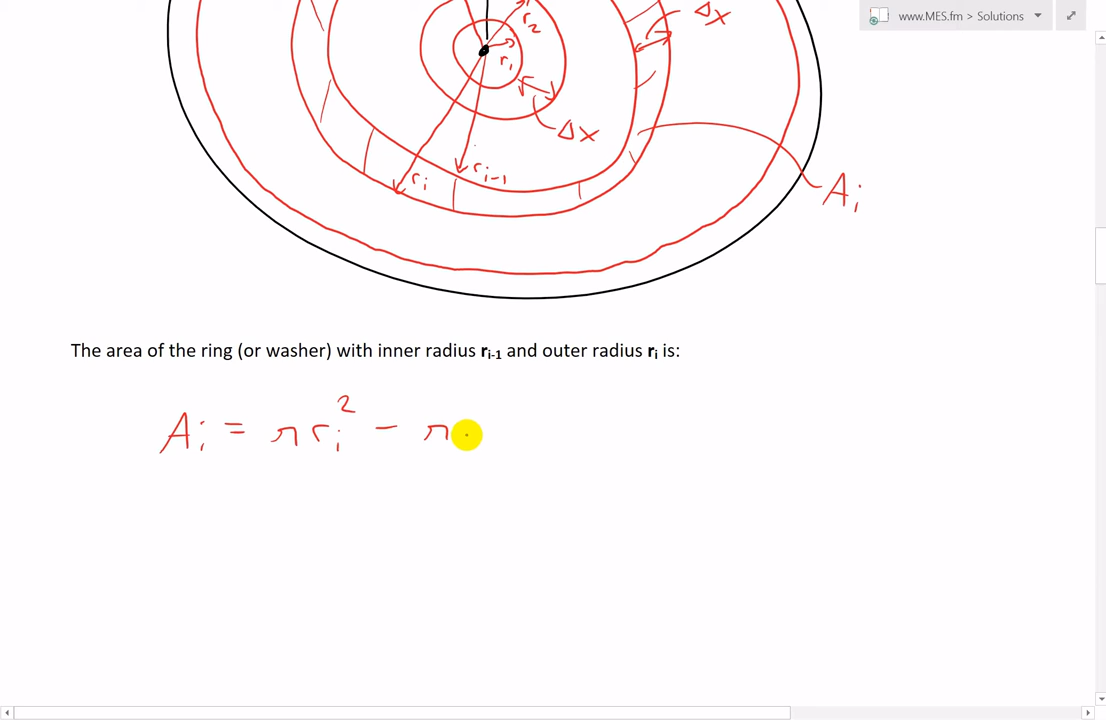 www.MES.fm > Solutions
Δx
r₂
r₁
Δx
rᵢ
rᵢ₋₁
Aᵢ
The area of the ring (or washer) with inner radius rᵢ₋₁ and outer radius rᵢ is:
Aᵢ = πrᵢ² − π